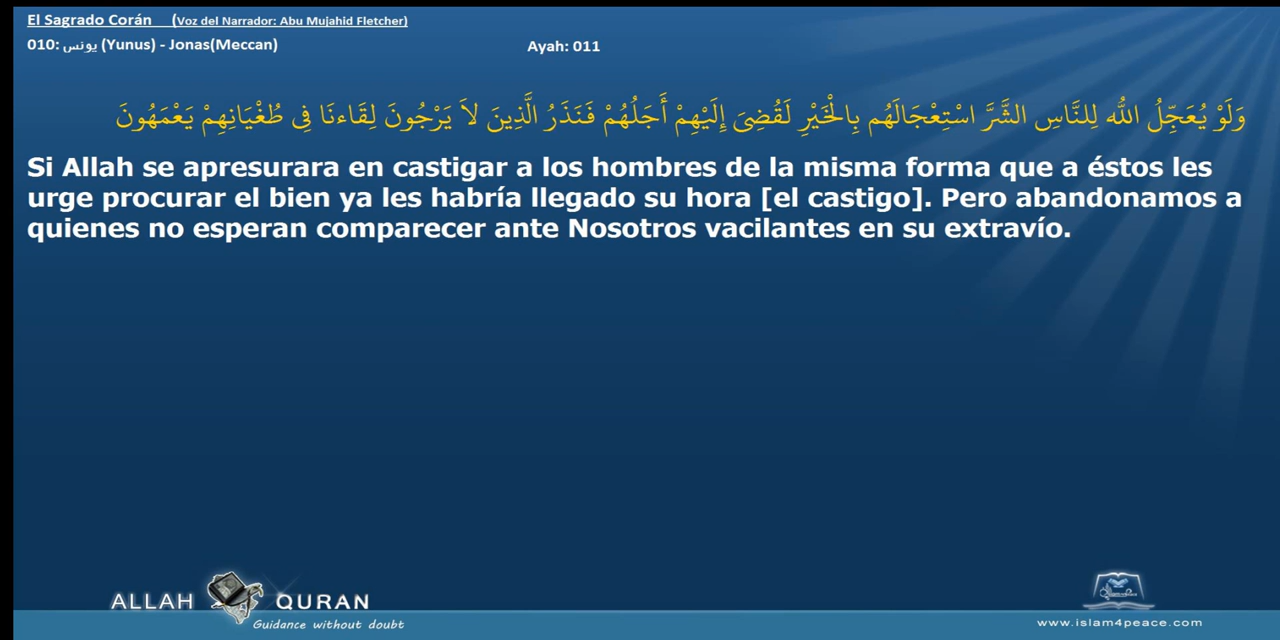 El Sagrado Corán (Voz del Narrador: Abu Mujahid Fletcher)
010: يونس (Yunus) - Jonas(Meccan) Ayah: 011
وَلَوْ يُعَجِّلُ اللّه لِلنَّاسِ الشَّرَّ اسْتِعْجَالَهُم بِالْخَيْرِ لَقُضِىَ إِلَيْهِمْ أَجَلُهُمْ فَنَذَرُ الَّذِينَ لاَ يَرْجُونَ لِقَاءنَا فِى طُغْيَانِهِمْ يَعْمَهُونَ
Si Allah se apresurara en castigar a los hombres de la misma forma que a éstos les
urge procurar el bien ya les habría llegado su hora [el castigo]. Pero abandonamos a
quienes no esperan comparecer ante Nosotros vacilantes en su extravío.
ALLAH QURAN
Guidance without doubt
www.islam4peace.com